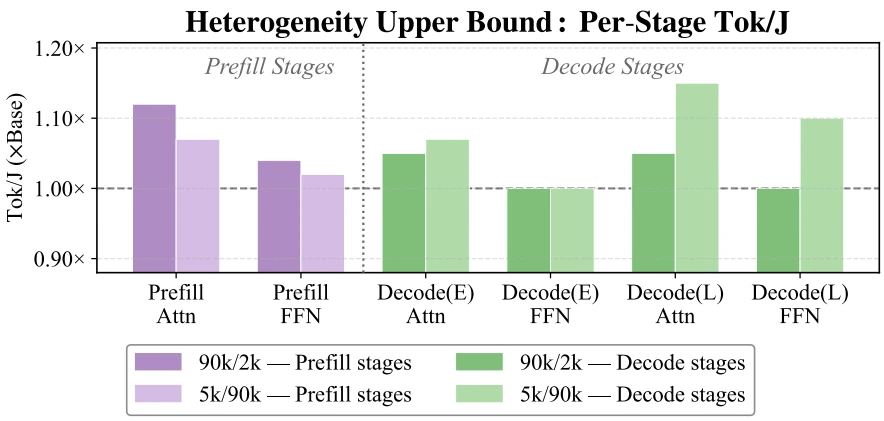 Heterogeneity Upper Bound: Per-Stage Tok/J
Tok/J (×Base)
1.20×
1.10×
1.00×
0.90×
Prefill Stages
Decode Stages
Prefill
Attn
Prefill
FFN
Decode(E)
Attn
Decode(E)
FFN
Decode(L)
Attn
Decode(L)
FFN
90k/2k — Prefill stages
5k/90k — Prefill stages
90k/2k — Decode stages
5k/90k — Decode stages